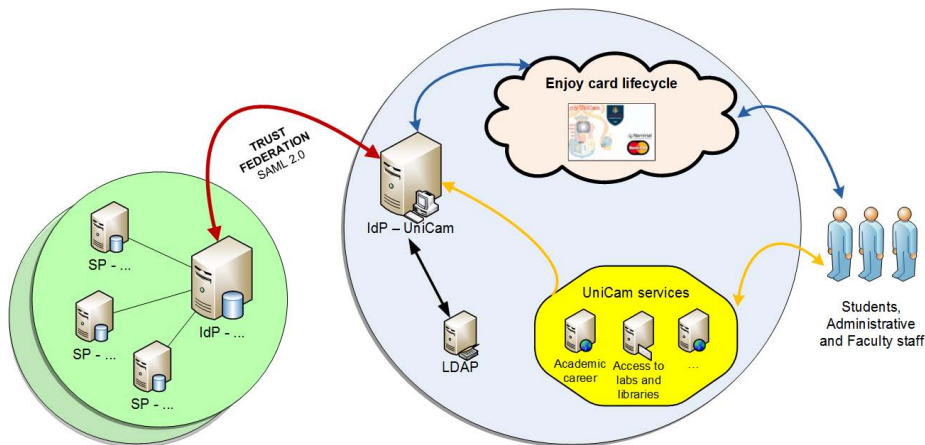 Enjoy card lifecycle
TRUST
FEDERATION
SAML 2.0
IdP – UniCam
SP - ...
SP - ...
SP - ...
IdP - ...
LDAP
UniCam services
Academic
career
Access to
labs and
libraries
...
Students,
Administrative
and Faculty staff